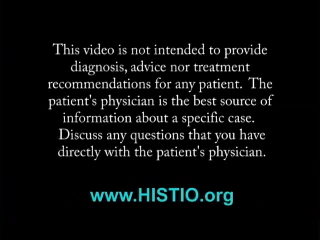 This video is not intended to provide
diagnosis, advice nor treatment
recommendations for any patient.  The
patient's physician is the best source of
information about a specific case.
Discuss any questions that you have
directly with the patient's physician.
www.HISTIO.org